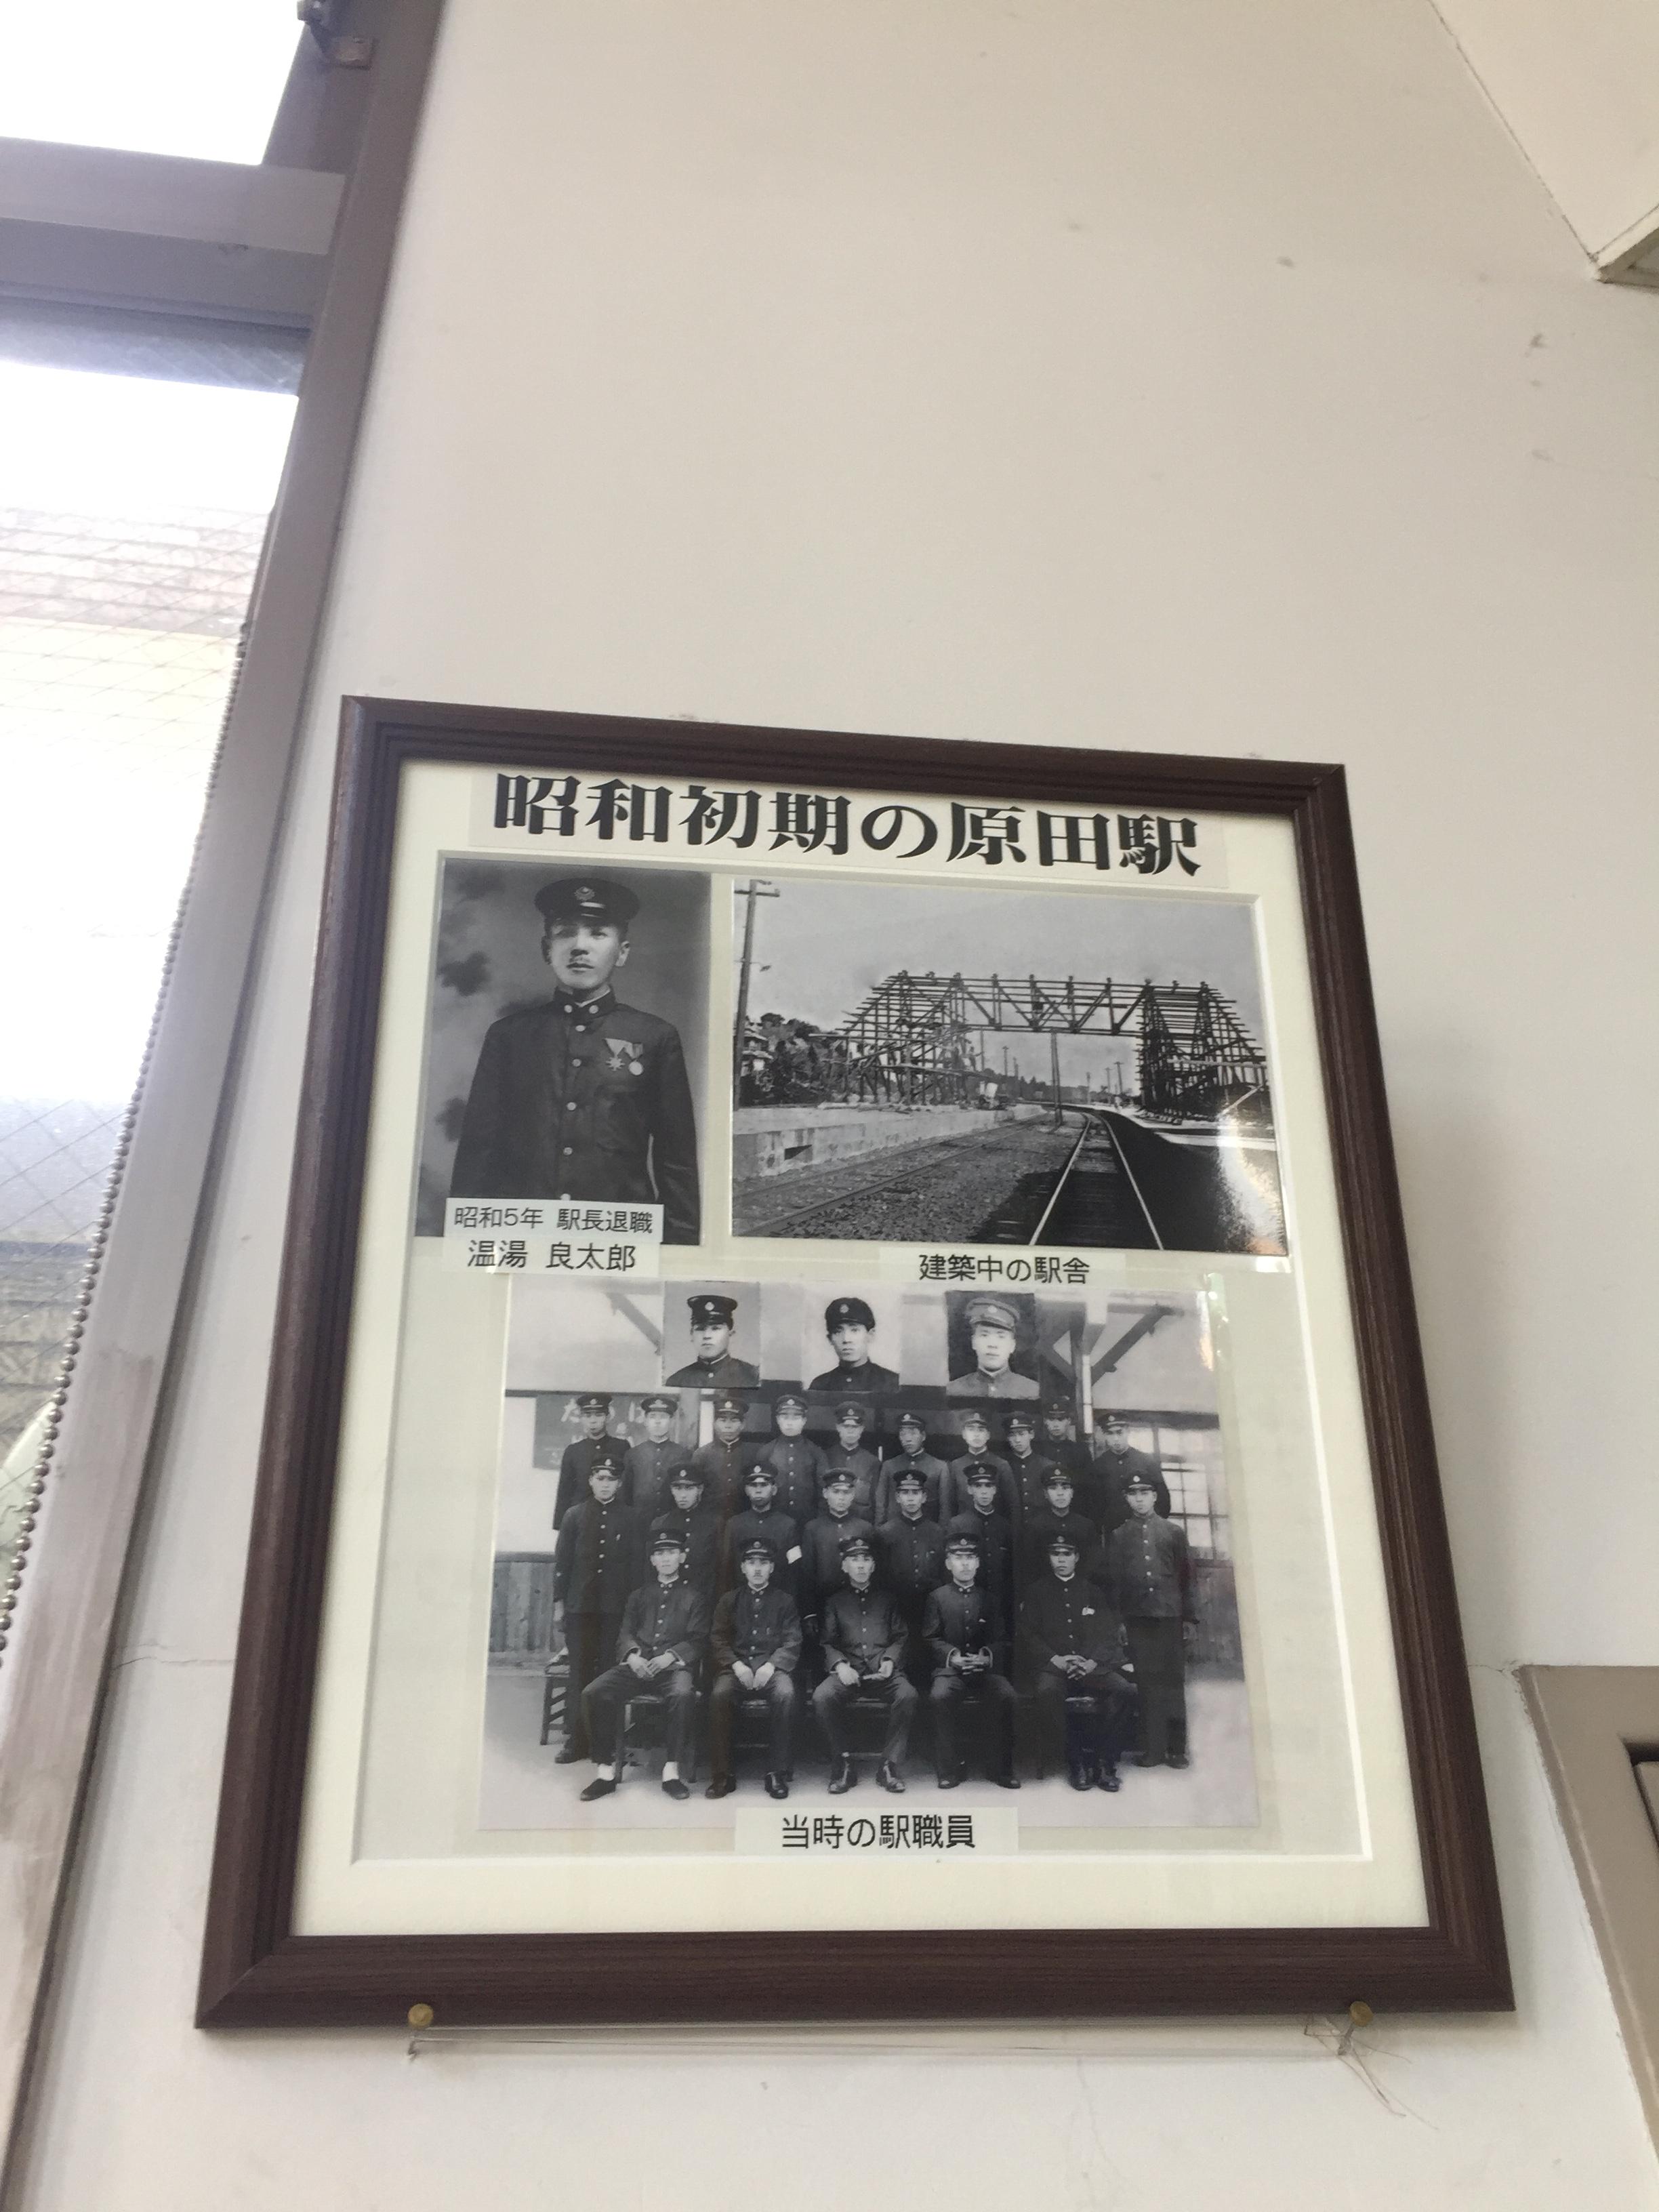 昭和初期の原田駅
昭和5年 駅長退職
温湯 良太郎
建築中の駅舎
当時の駅職員